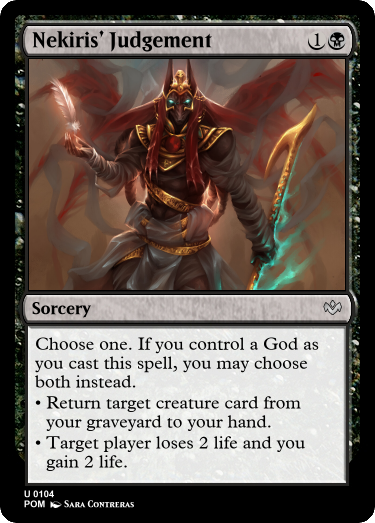 Nekiris' Judgement 1
Sorcery
Choose one. If you control a God as
you cast this spell, you may choose
both instead.
• Return target creature card from
your graveyard to your hand.
• Target player loses 2 life and you
gain 2 life.
U 0104
POM Sara Contreras